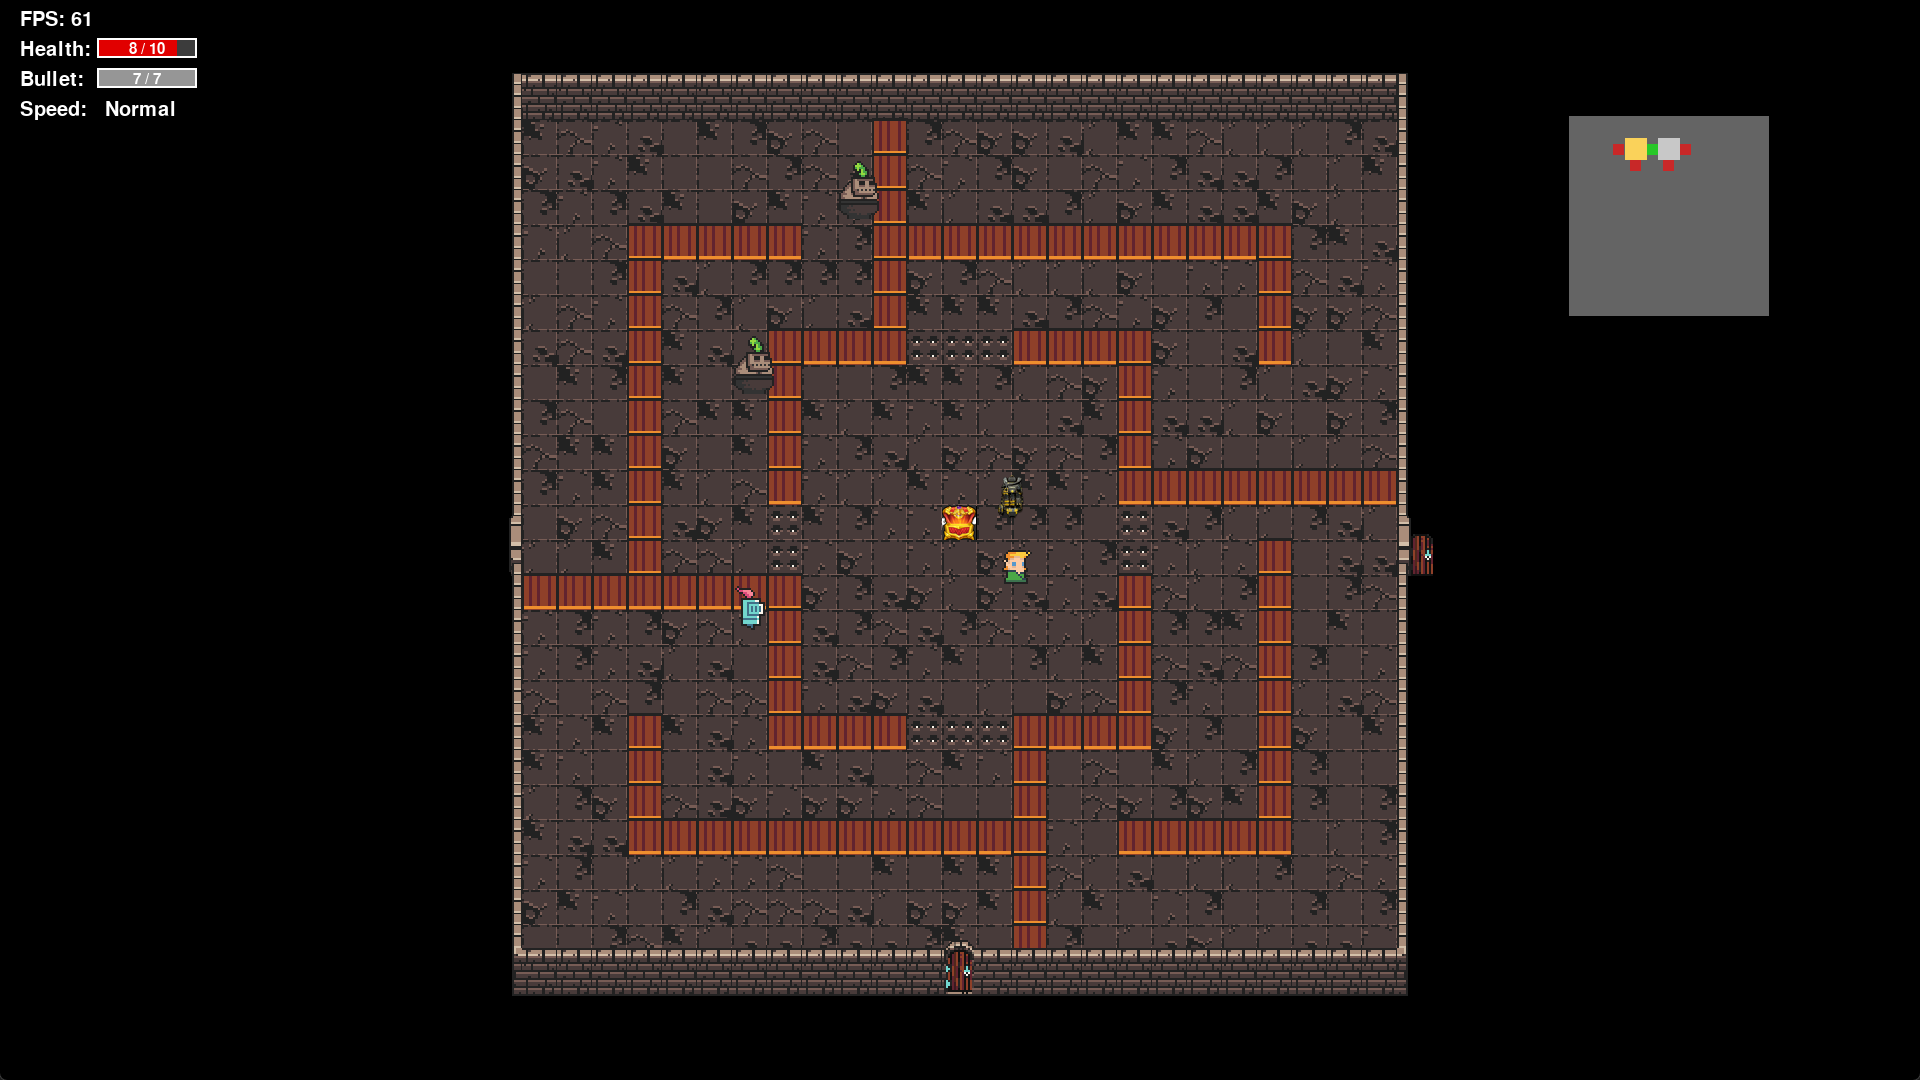 FPS: 61
Health: 8 / 10
Bullet: 7 / 7
Speed: Normal